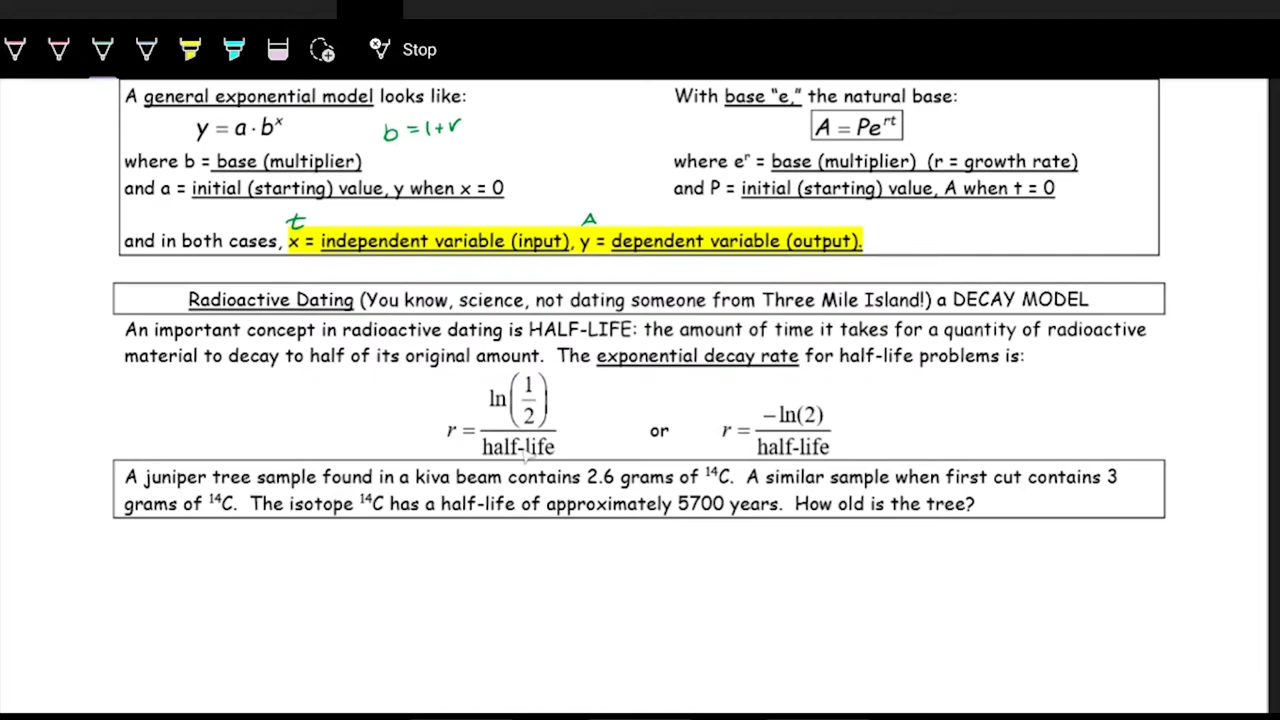 Stop
A general exponential model looks like:
With base “e,” the natural base:
y = a · bˣ
b = 1 + r
A = Peʳᵗ
where b = base (multiplier)
where eʳ = base (multiplier) (r = growth rate)
and a = initial (starting) value, y when x = 0
and P = initial (starting) value, A when t = 0
t
A
and in both cases, x = independent variable (input), y = dependent variable (output).
Radioactive Dating (You know, science, not dating someone from Three Mile Island!) a DECAY MODEL
An important concept in radioactive dating is HALF-LIFE: the amount of time it takes for a quantity of radioactive
material to decay to half of its original amount. The exponential decay rate for half-life problems is:
r = ln(1/2) / half-life or r = −ln(2) / half-life
A juniper tree sample found in a kiva beam contains 2.6 grams of ¹⁴C. A similar sample when first cut contains 3
grams of ¹⁴C. The isotope ¹⁴C has a half-life of approximately 5700 years. How old is the tree?